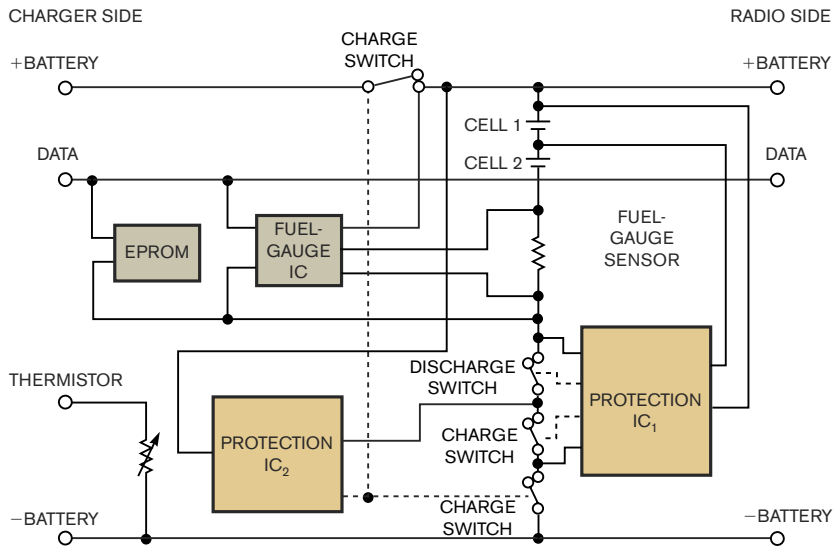 CHARGER SIDE
RADIO SIDE
CHARGE
SWITCH
+BATTERY
+BATTERY
CELL 1
DATA
CELL 2
DATA
FUEL-
GAUGE
IC
FUEL-
GAUGE
SENSOR
EPROM
DISCHARGE
SWITCH
THERMISTOR
PROTECTION
IC₁
PROTECTION
IC₂
CHARGE
SWITCH
−BATTERY
CHARGE
SWITCH
−BATTERY